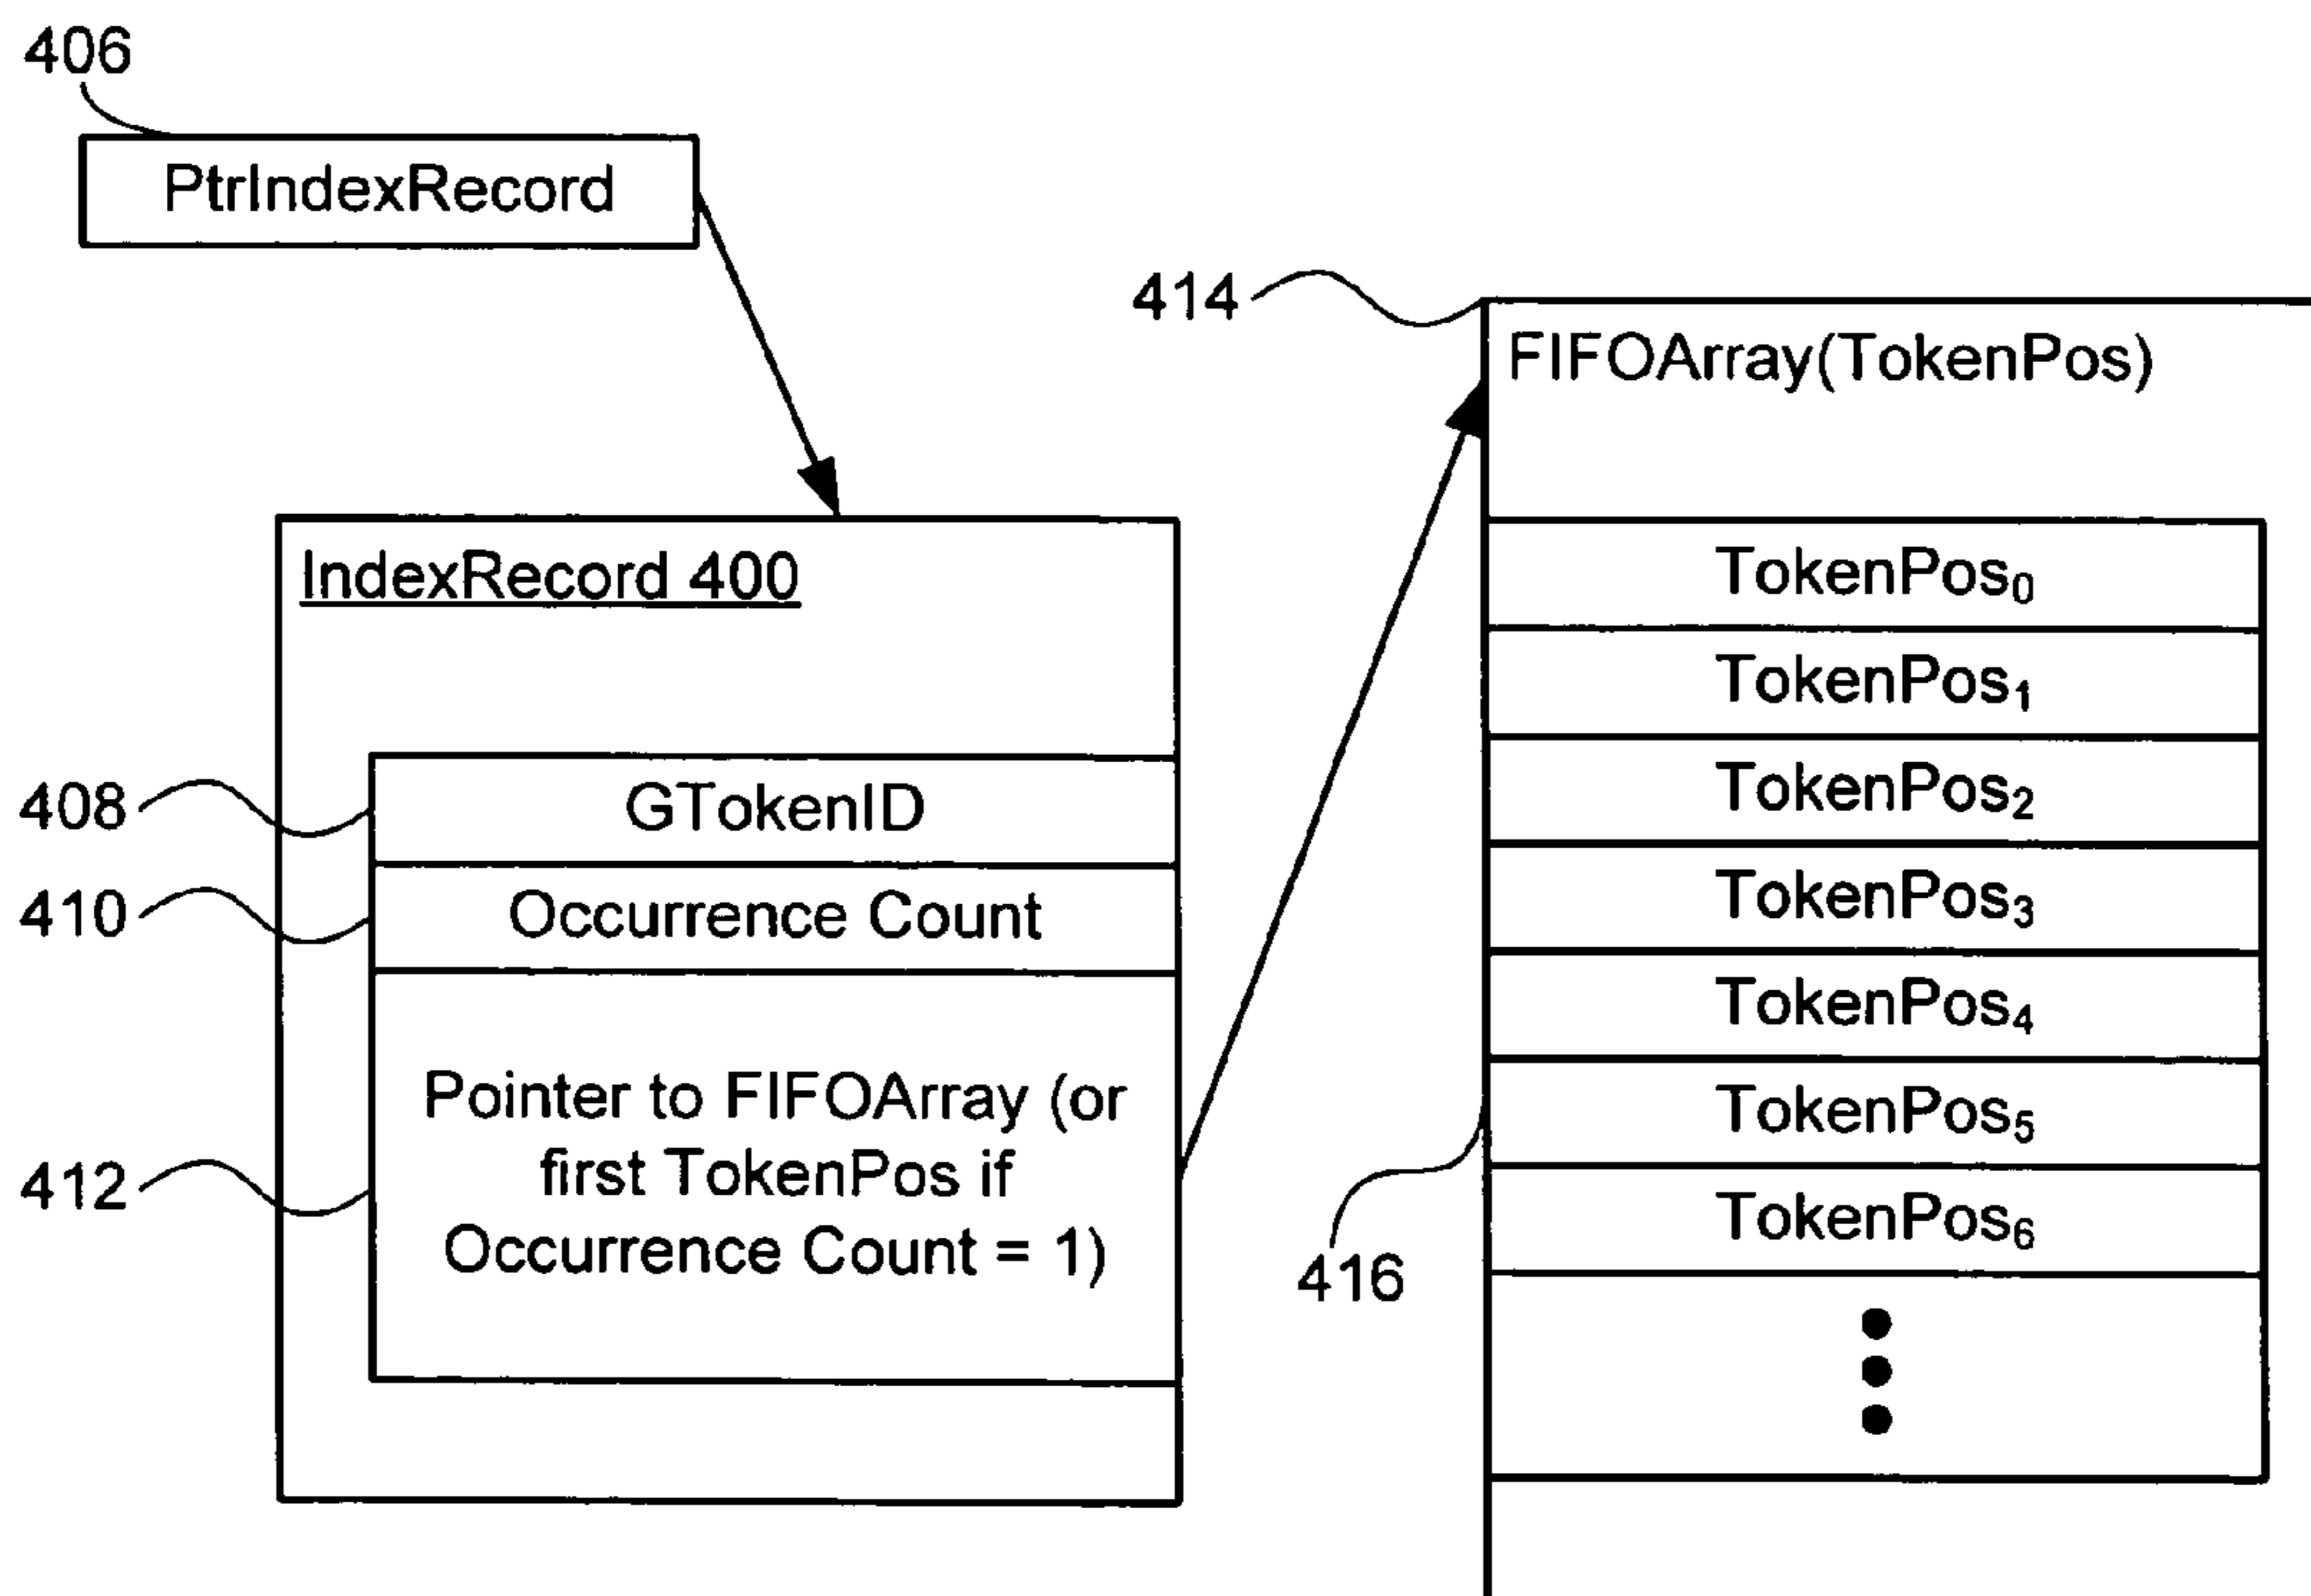 406
PtrIndexRecord
414
FIFOArray(TokenPos)
IndexRecord 400
408
GTokenID
410
Occurrence Count
412
Pointer to FIFOArray (or
first TokenPos if
Occurrence Count = 1)
TokenPos₀
TokenPos₁
TokenPos₂
TokenPos₃
TokenPos₄
TokenPos₅
TokenPos₆
416